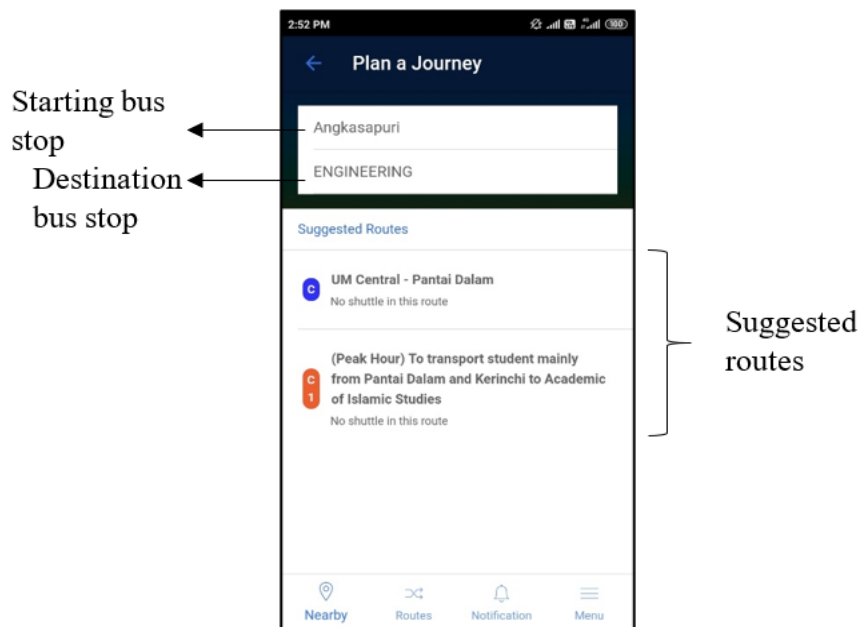 2:52 PM
100
Plan a Journey
Starting bus
stop
Angkasapuri
Destination
bus stop
ENGINEERING
Suggested Routes
C
UM Central - Pantai Dalam
No shuttle in this route
Suggested
routes
C
1
(Peak Hour) To transport student mainly
from Pantai Dalam and Kerinchi to Academic
of Islamic Studies
No shuttle in this route
Nearby
Routes
Notification
Menu